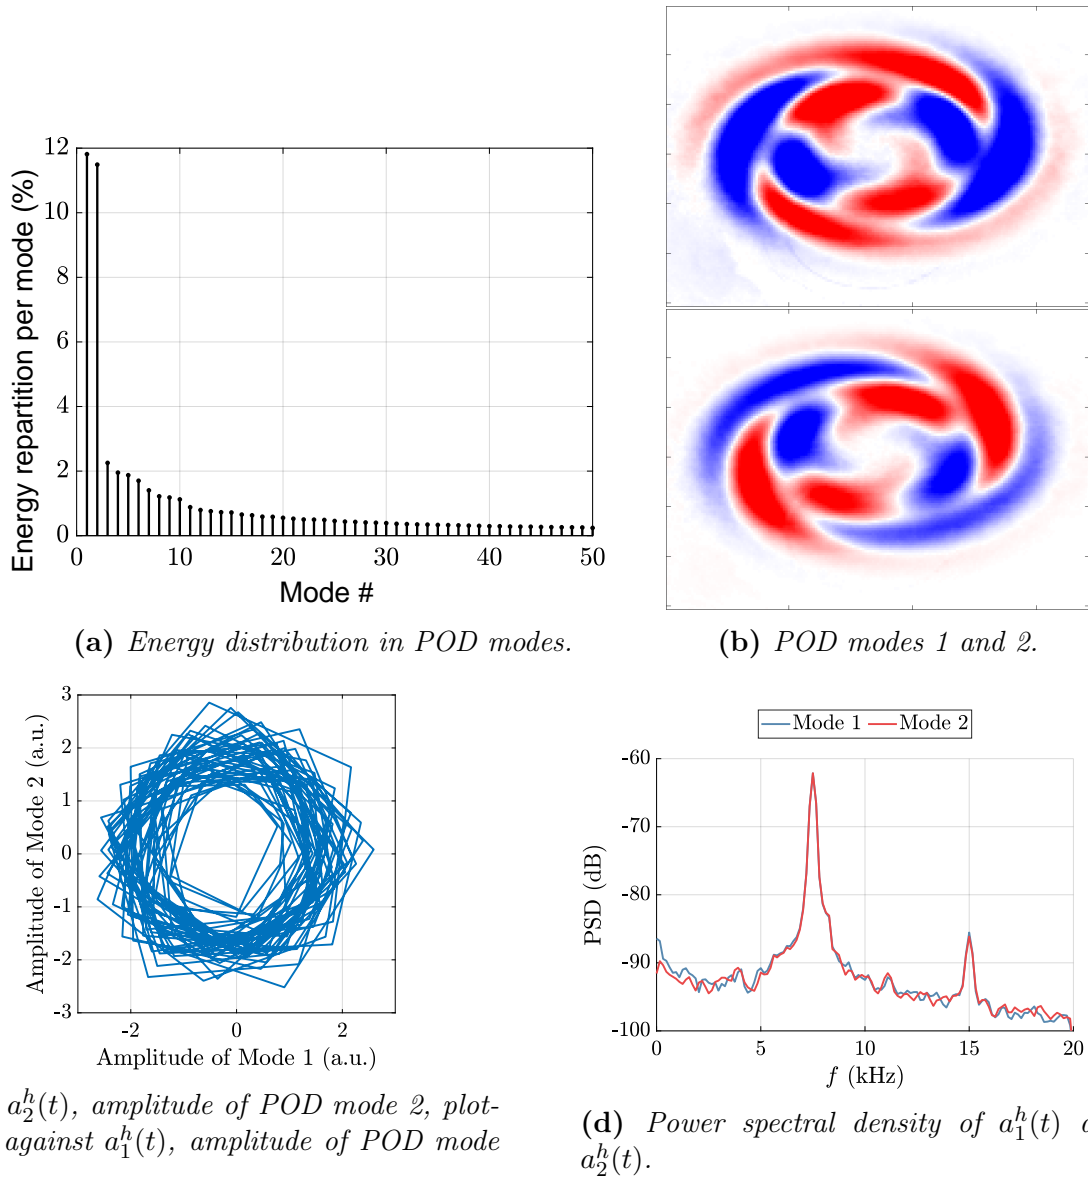 12
10
8
6
4
2
0
Energy repartition per mode (%)
0 10 20 30 40 50
Mode #
(a) Energy distribution in POD modes.
(b) POD modes 1 and 2.
3
2
1
0
-1
-2
-3
Amplitude of Mode 2 (a.u.)
-2 0 2
Amplitude of Mode 1 (a.u.)
a_2^h(t), amplitude of POD mode 2, plot-
against a_1^h(t), amplitude of POD mode
Mode 1 Mode 2
-60
-70
-80
-90
-100
PSD (dB)
0 5 10 15 20
f (kHz)
(d) Power spectral density of a_1^h(t)
a_2^h(t).